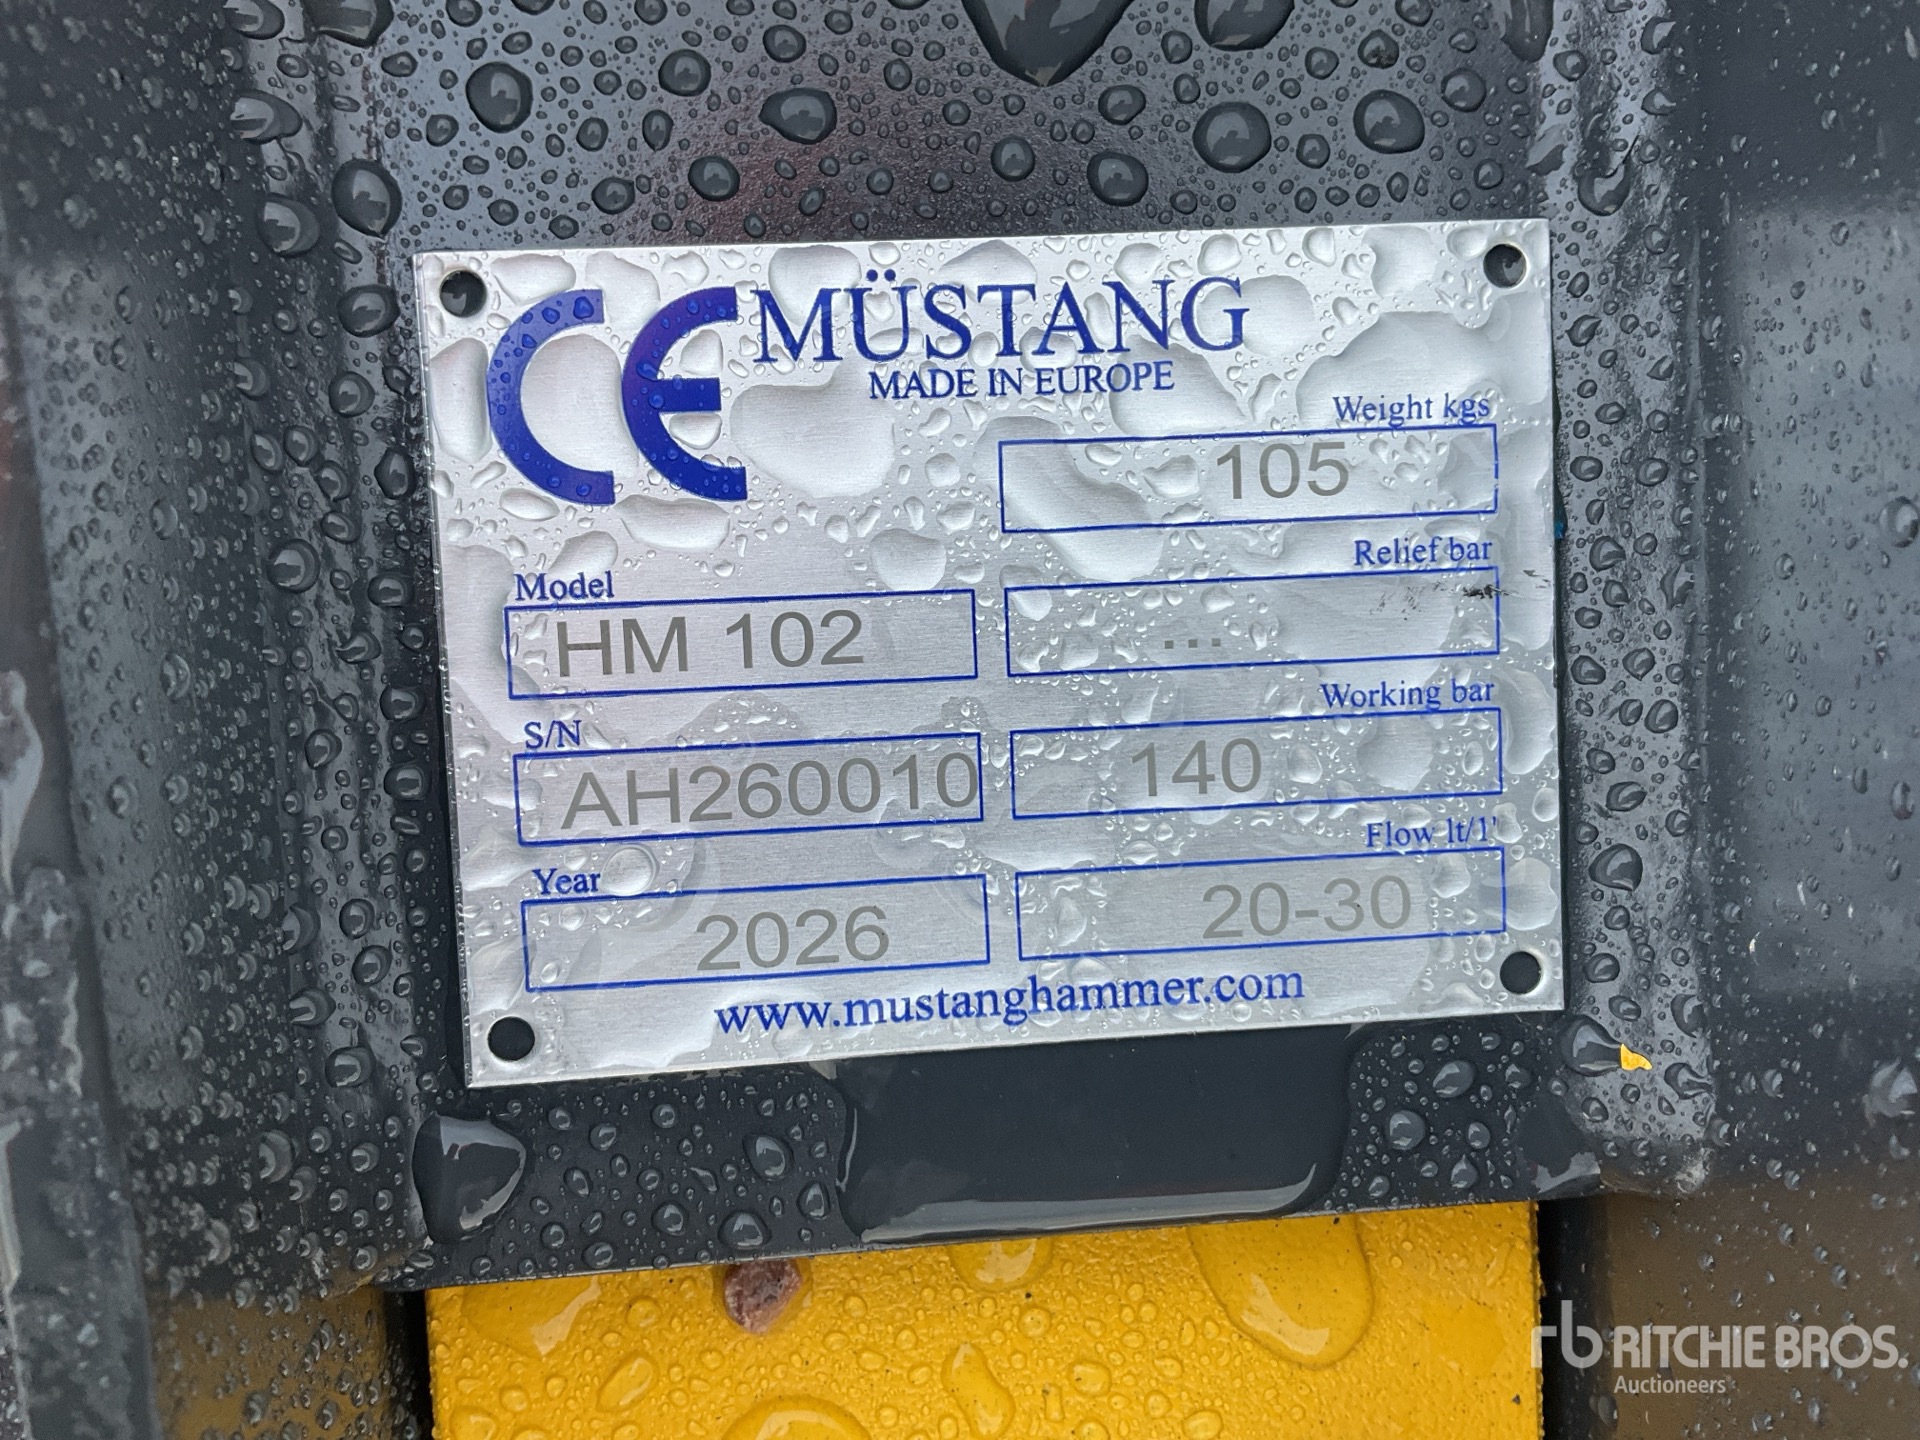 CE MÜSTANG
MADE IN EUROPE
Weight kgs
105
Relief bar
...
Model
HM 102
Working bar
140
S/N
AH260010
Flow lt/1'
20-30
Year
2026
www.mustanghammer.com
rb RITCHIE BROS.
Auctioneers